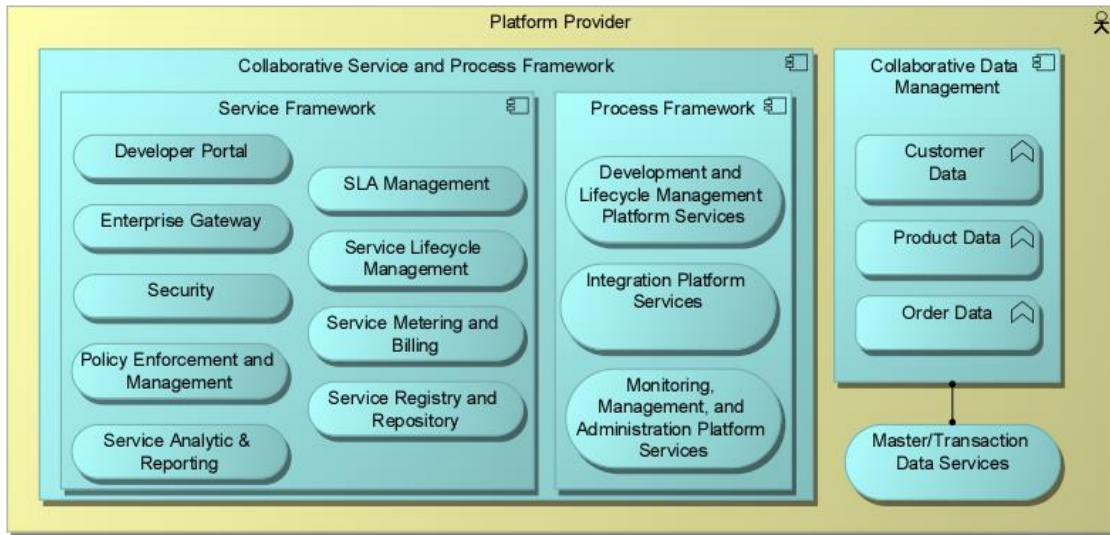 Platform Provider
Collaborative Service and Process Framework
Service Framework
Developer Portal
Enterprise Gateway
Security
Policy Enforcement and
Management
Service Analytic &
Reporting
SLA Management
Service Lifecycle
Management
Service Metering and
Billing
Service Registry and
Repository
Process Framework
Development and
Lifecycle Management
Platform Services
Integration Platform
Services
Monitoring,
Management, and
Administration Platform
Services
Collaborative Data
Management
Customer
Data
Product Data
Order Data
Master/Transaction
Data Services